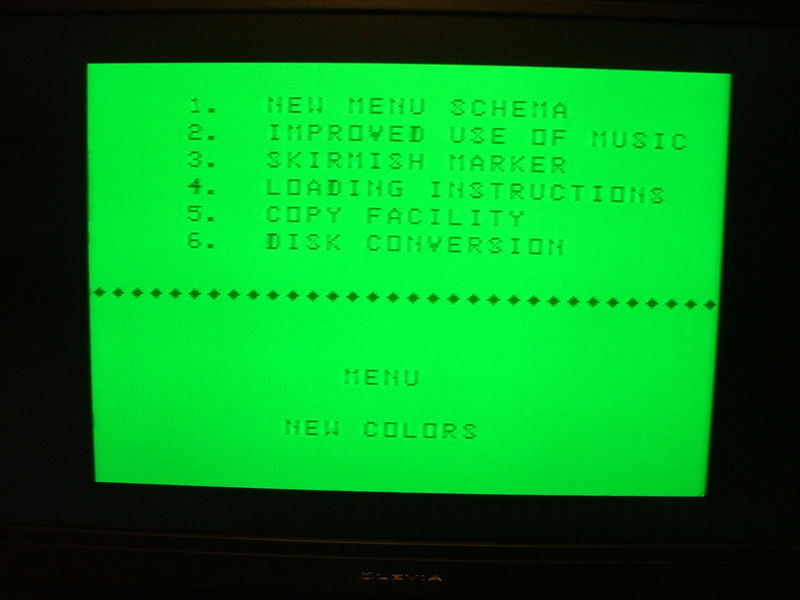 1. NEW MENU SCHEMA
2. IMPROVED USE OF MUSIC
3. SKIRMISH MARKER
4. LOADING INSTRUCTIONS
5. COPY FACILITY
6. DISK CONVERSION
MENU
NEW COLORS
OLEVIA